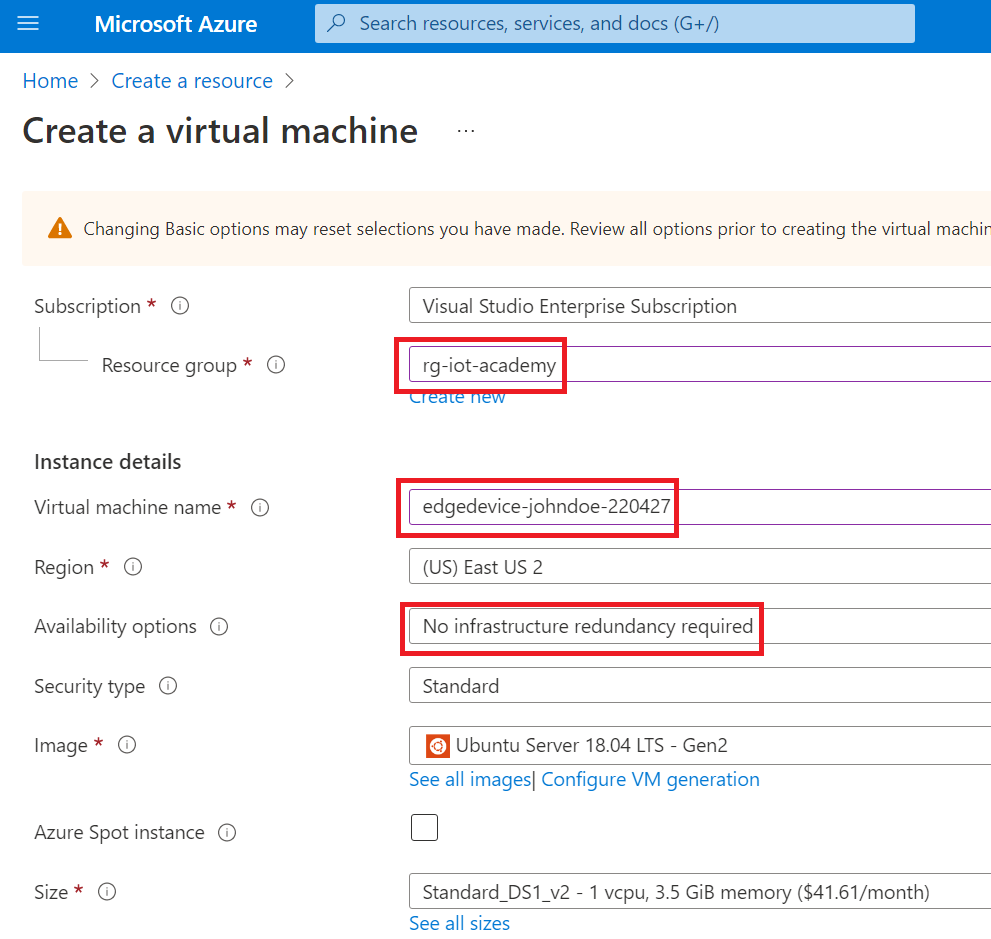 Microsoft Azure
Search resources, services, and docs (G+/)
Home > Create a resource >
Create a virtual machine ...
Changing Basic options may reset selections you have made. Review all options prior to creating the virtual machin
Subscription *
Visual Studio Enterprise Subscription
Resource group *
rg-iot-academy
Create new
Instance details
Virtual machine name *
edgedevice-johndoe-220427
Region *
(US) East US 2
Availability options
No infrastructure redundancy required
Security type
Standard
Image *
Ubuntu Server 18.04 LTS - Gen2
See all images| Configure VM generation
Azure Spot instance
Size *
Standard_DS1_v2 - 1 vcpu, 3.5 GiB memory ($41.61/month)
See all sizes